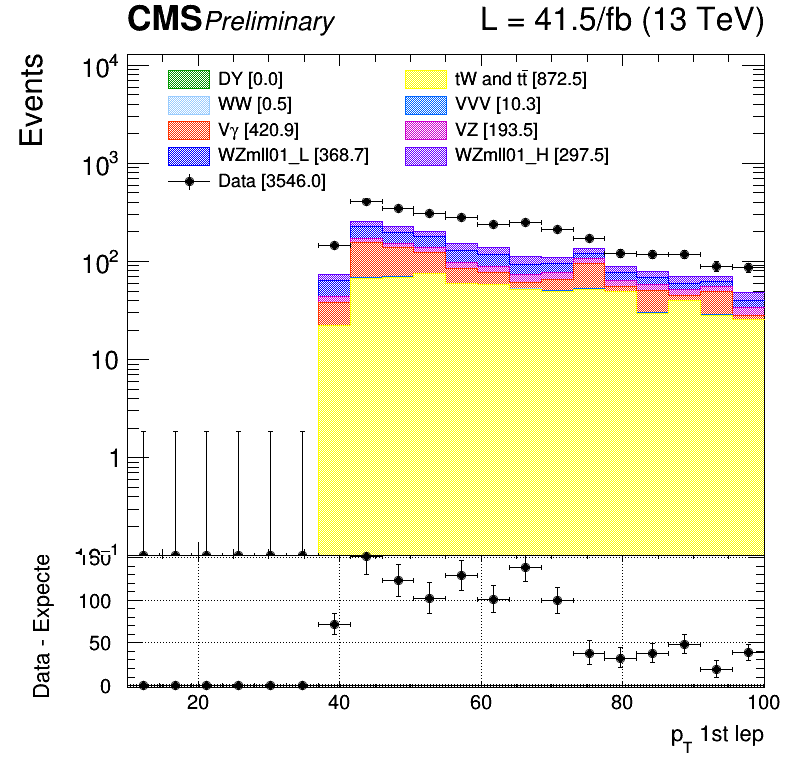 CMS Preliminary L = 41.5/fb (13 TeV)
Events
10⁴
10³
10²
10
1
DY [0.0]
tW and tt̄ [872.5]
WW [0.5]
VVV [10.3]
Vγ [420.9]
VZ [193.5]
WZmll01_L [368.7]
WZmll01_H [297.5]
Data [3546.0]
Data - Expecte
150
100
50
0
20 40 60 80 100
p_T 1st lep